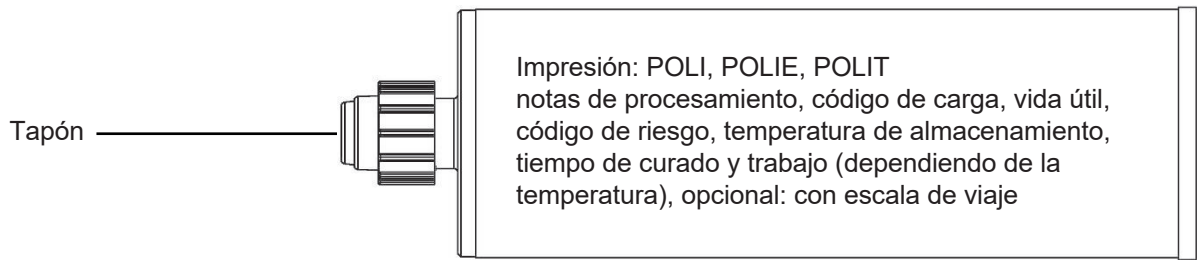 Impresión: POLI, POLIE, POLIT
notas de procesamiento, código de carga, vida útil,
código de riesgo, temperatura de almacenamiento,
tiempo de curado y trabajo (dependiendo de la
temperatura), opcional: con escala de viaje
Tapón